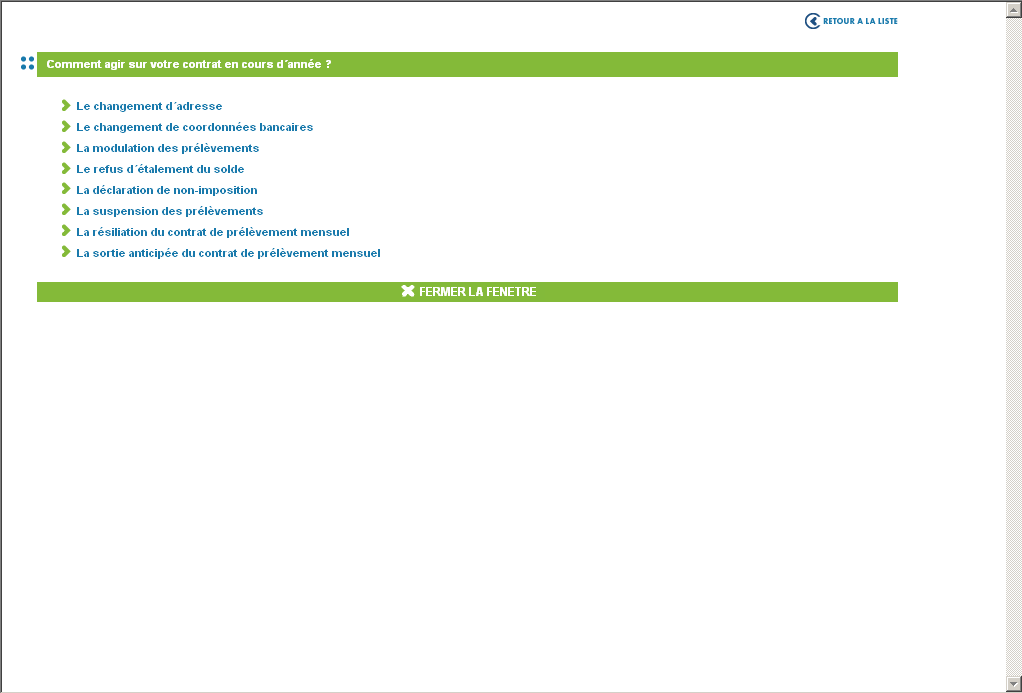 RETOUR A LA LISTE
Comment agir sur votre contrat en cours d´année ?
Le changement d´adresse
Le changement de coordonnées bancaires
La modulation des prélèvements
Le refus d´étalement du solde
La déclaration de non-imposition
La suspension des prélèvements
La résiliation du contrat de prélèvement mensuel
La sortie anticipée du contrat de prélèvement mensuel
FERMER LA FENETRE